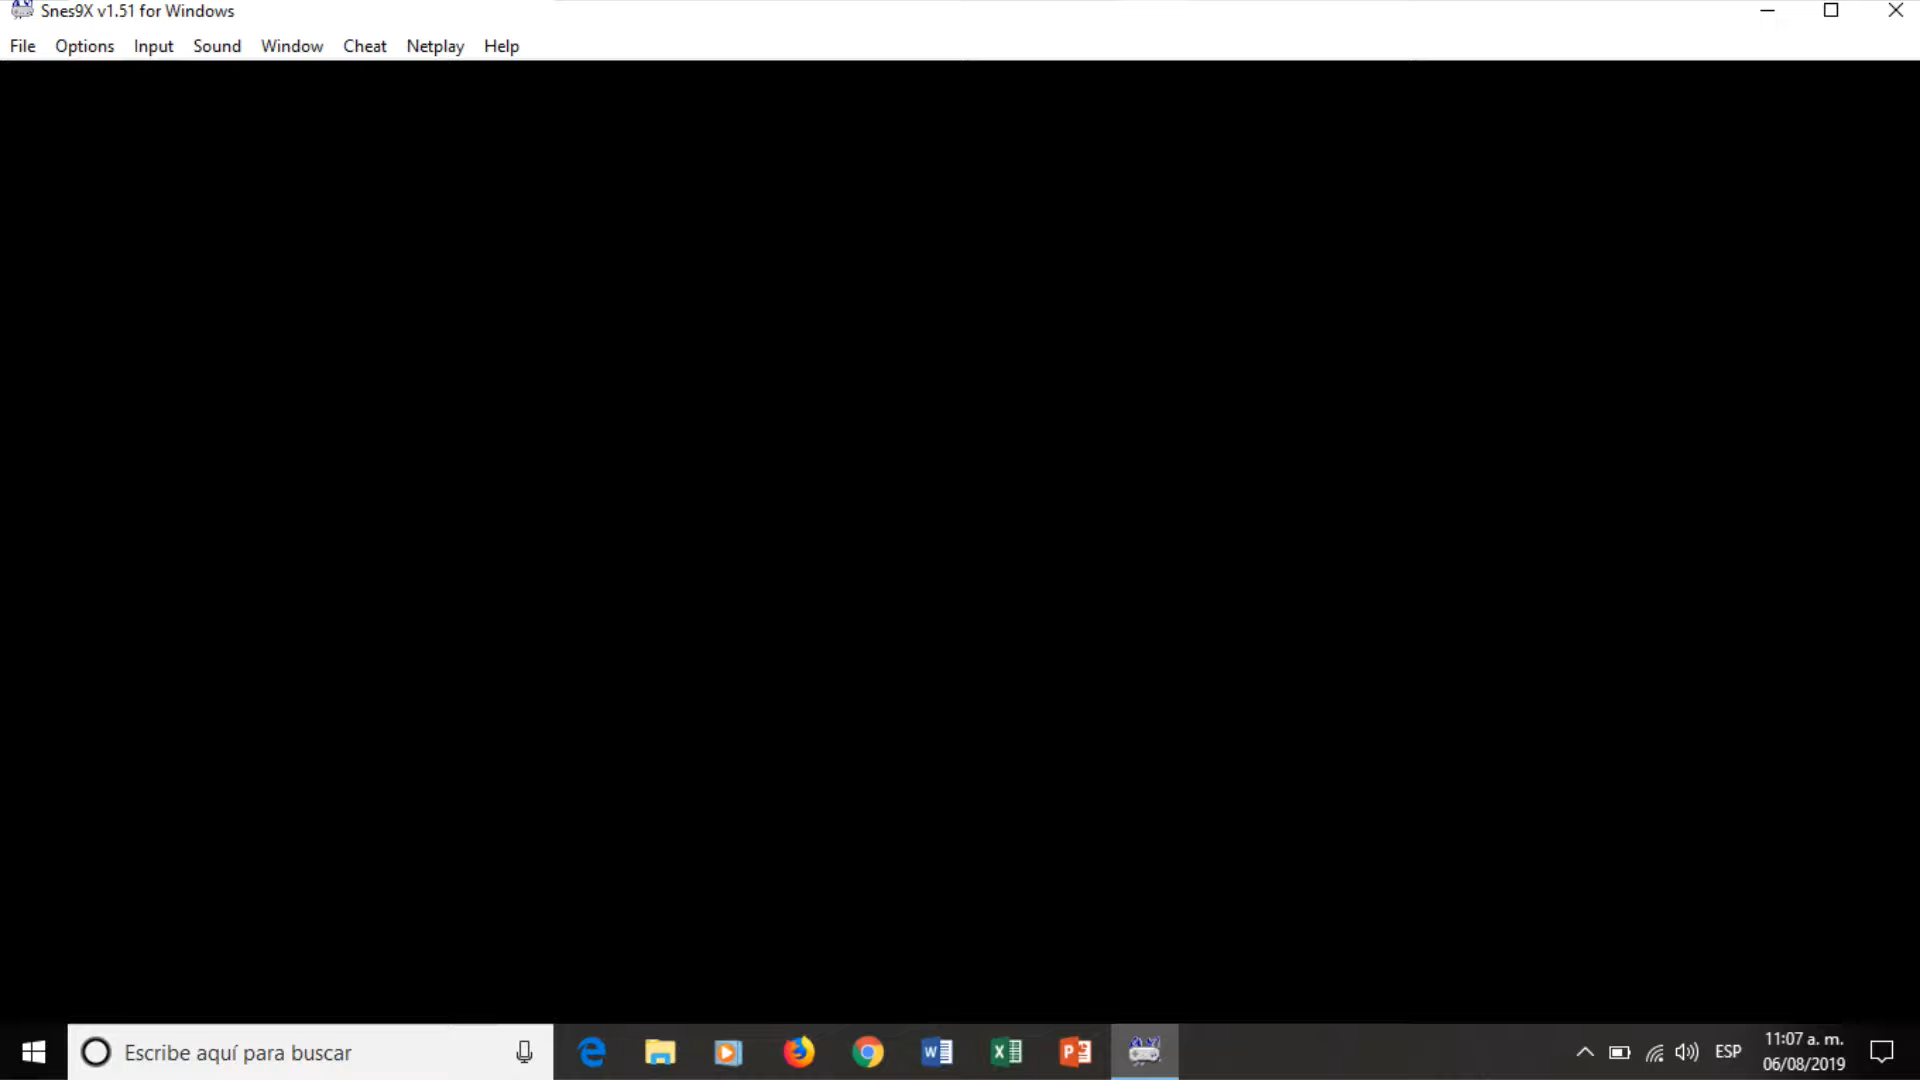 Snes9X v1.51 for Windows
File Options Input Sound Window Cheat Netplay Help
Escribe aquí para buscar
ESP
11:07 a. m.
06/08/2019